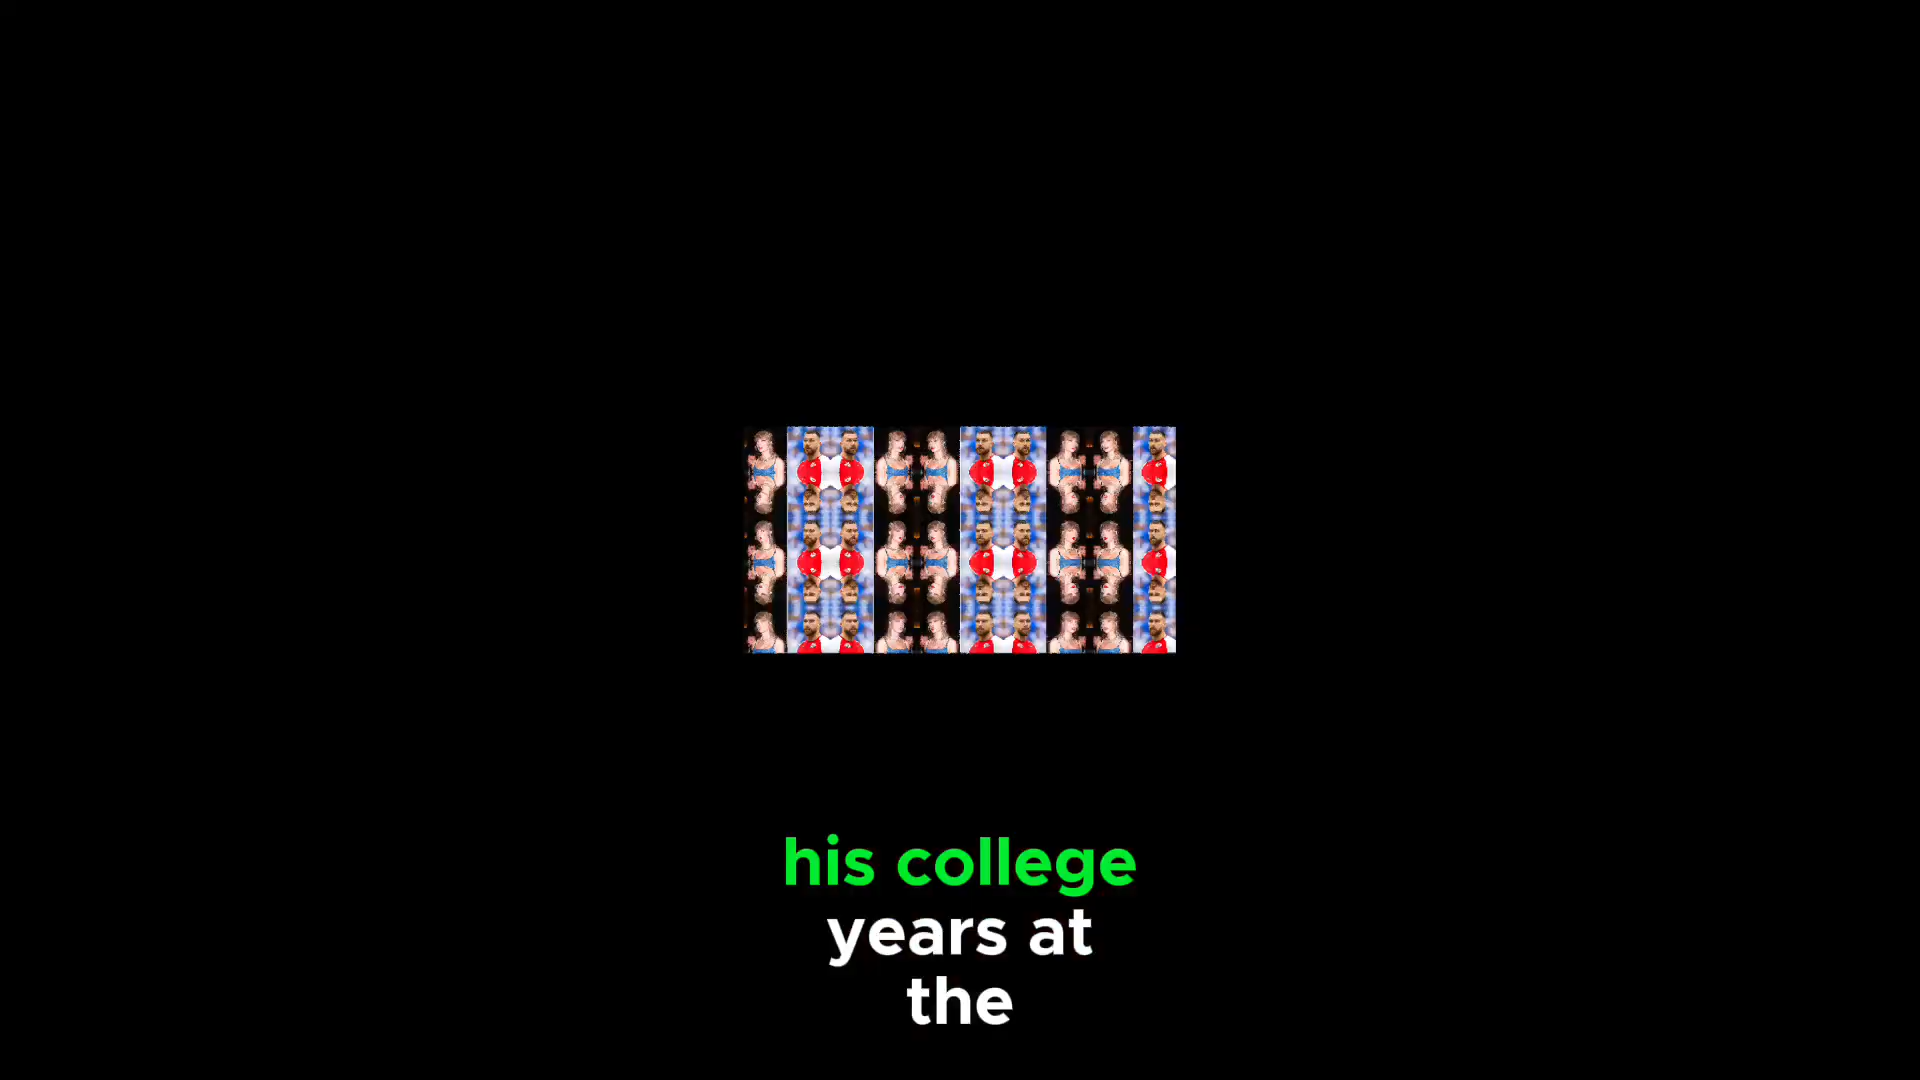 his college
years at
the